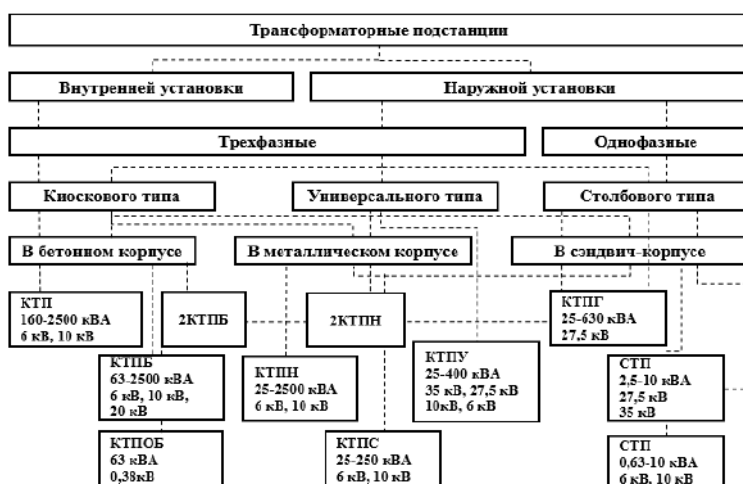 Трансформаторные подстанции
Внутренней установки
Наружной установки
Трехфазные
Однофазные
Киоскового типа
Универсального типа
Столбового типа
В бетонном корпусе
В металлическом корпусе
В сэндвич-корпусе
КТП
160-2500 кВА
6 кВ, 10 кВ
2КТПБ
2КТПН
КТПГ
25-630 кВА
27,5 кВ
КТПБ
63-2500 кВА
6 кВ, 10 кВ,
20 кВ
КТПН
25-2500 кВА
6 кВ, 10 кВ
КТПУ
25-400 кВА
35 кВ, 27,5 кВ
10кВ, 6 кВ
СТП
2,5-10 кВА
27,5 кВ
35 кВ
КТПОБ
63 кВА
0,38кВ
КТПС
25-250 кВА
6 кВ, 10 кВ
СТП
0,63-10 кВА
6 кВ, 10 кВ